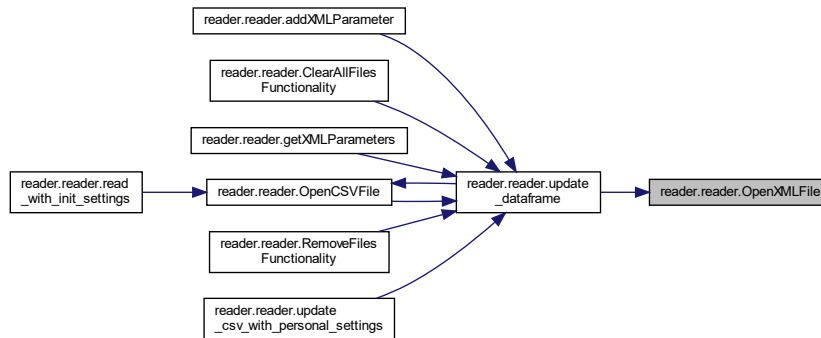 reader.reader.addXMLParameter
reader.reader.ClearAllFiles
Functionality
reader.reader.getXMLParameters
reader.reader.read
_with_init_settings
reader.reader.OpenCSVFile
reader.reader.update
_dataframe
reader.reader.OpenXMLFile
reader.reader.RemoveFiles
Functionality
reader.reader.update
_csv_with_personal_settings